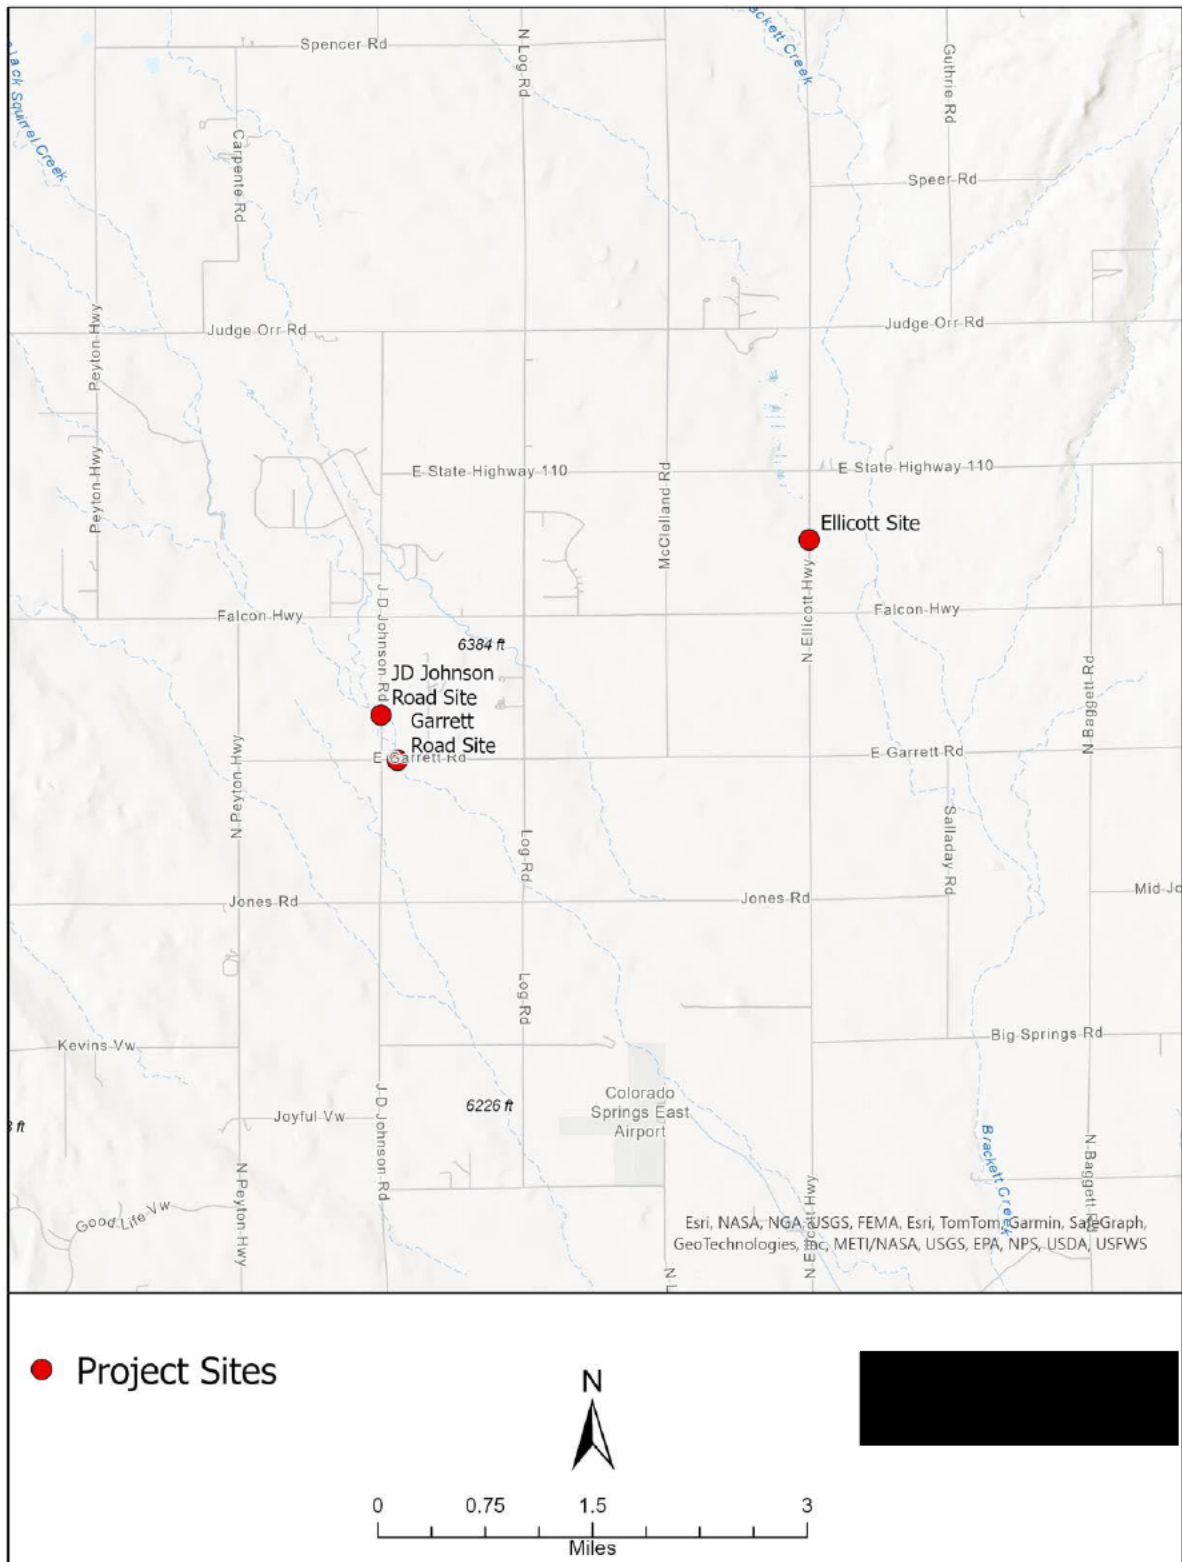 Spencer Rd
N Log Rd
ackett Creek
Guthrie Rd
lack Squirrel Creek
Carpente Rd
Speer Rd
Peyton Hwy
Judge Orr Rd
Judge Orr Rd
Peyton Hwy
E State Highway 110
McClelland Rd
E State Highway 110
Ellicott Site
Falcon Hwy
J D Johnson Rd
N Ellicott Hwy
Falcon Hwy
6384 ft
JD Johnson
Road Site
Garrett
Road Site
E Garrett Rd
E Garrett Rd
N Baggett Rd
N Peyton Hwy
Log Rd
Salladay Rd
Jones Rd
Jones Rd
Mid Jo
Log Rd
Kevins Vw
Big Springs Rd
Joyful Vw
J D Johnson Rd
6226 ft
Colorado
Springs East
Airport
ft
Brackett Creek
N Baggett Rd
Good Life Vw
N Peyton Hwy
N L
N Ellicott Hwy
Esri, NASA, NGA, USGS, FEMA, Esri, TomTom, Garmin, SafeGraph,
GeoTechnologies, Inc, METI/NASA, USGS, EPA, NPS, USDA, USFWS
Project Sites
N
0 0.75 1.5 3
Miles